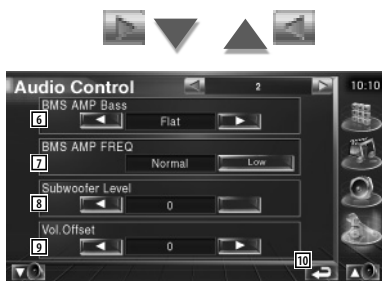 Audio Control 2 10:10
BMS AMP Bass
6 Flat
BMS AMP FREQ
7 Normal Low
Subwoofer Level
8 0
Vol.Offset
9 0
10